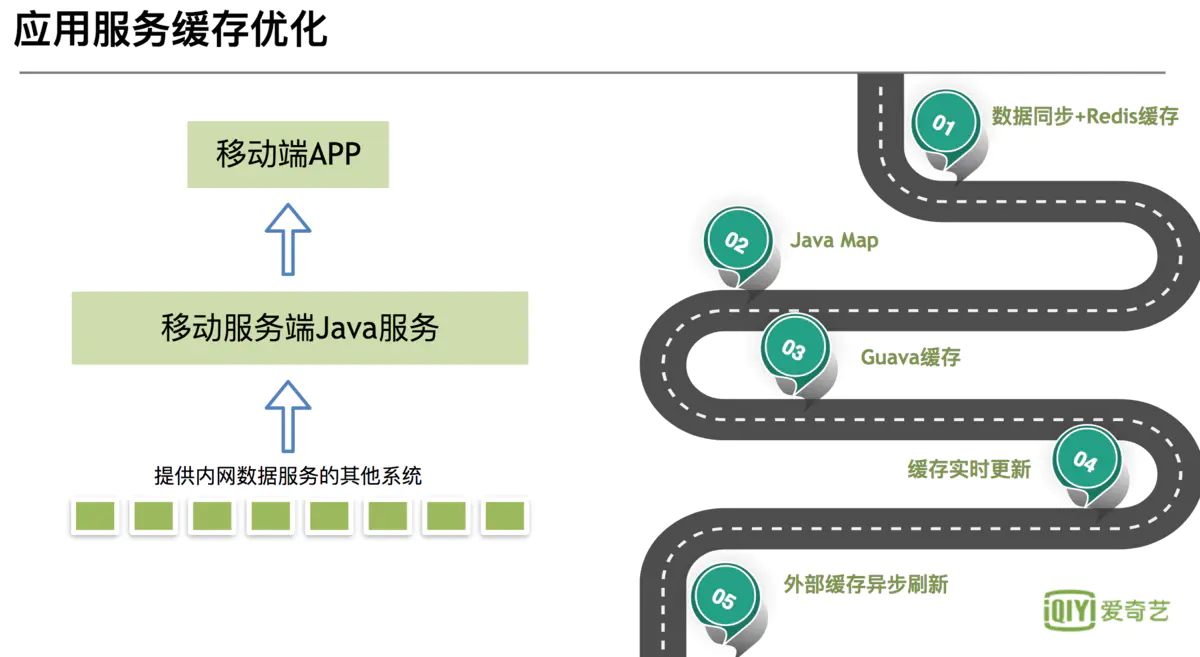 应用服务缓存优化
移动端APP
移动服务端Java服务
提供内网数据服务的其他系统
01
数据同步+Redis缓存
02
Java Map
03
Guava缓存
缓存实时更新
04
05
外部缓存异步刷新
iQIYI 爱奇艺